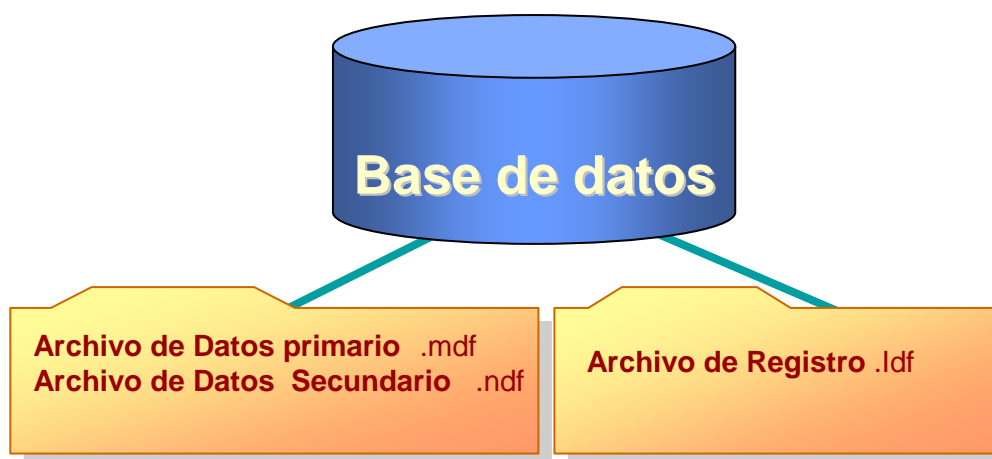 Base de datos
Archivo de Datos primario .mdf
Archivo de Datos Secundario .ndf
Archivo de Registro .ldf